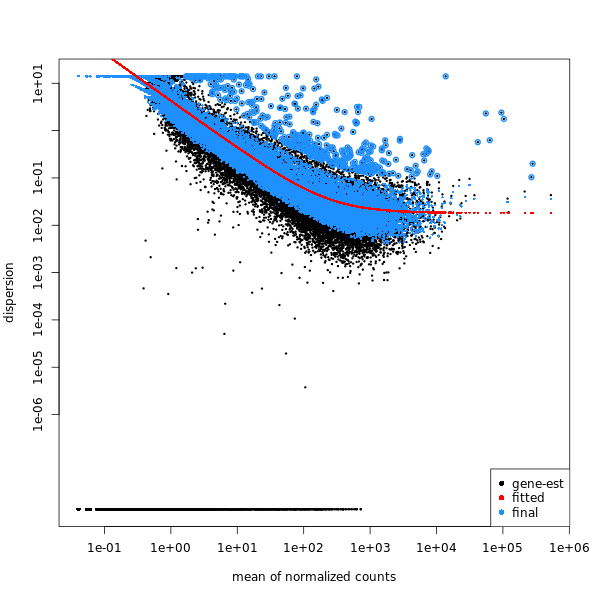 1e+01
1e-01
1e-02
1e-03
1e-04
1e-05
1e-06
dispersion
gene-est
fitted
final
1e-01 1e+00 1e+01 1e+02 1e+03 1e+04 1e+05 1e+06
mean of normalized counts